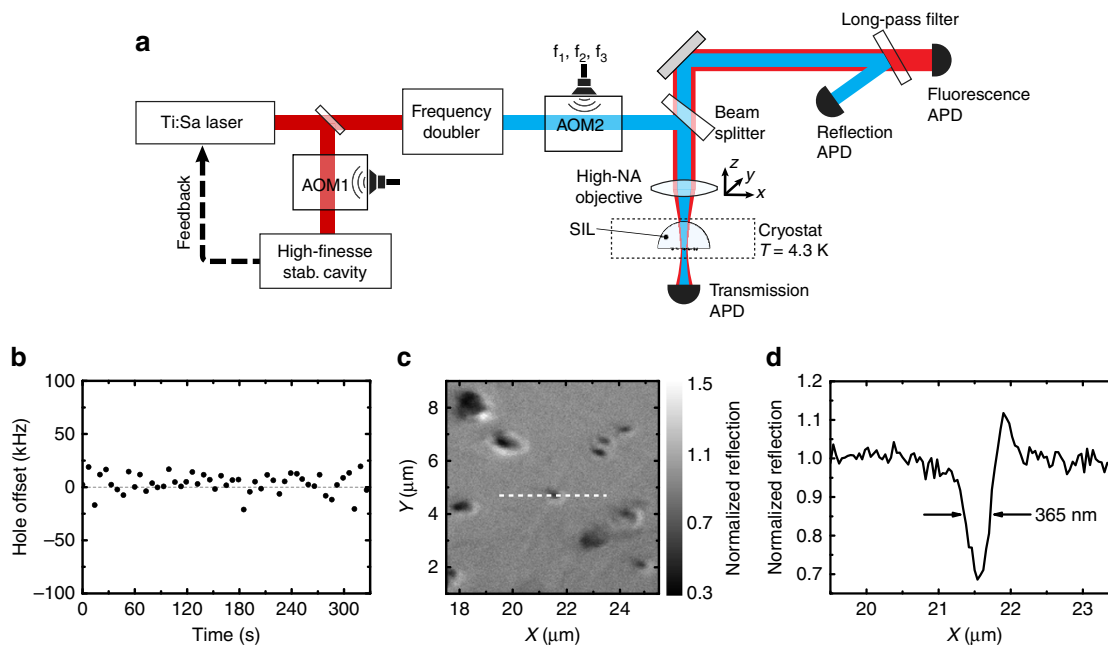 a
f1, f2, f3
Long-pass filter
Ti:Sa laser
Frequency
doubler
AOM2
Beam
splitter
Fluorescence
APD
Reflection
APD
AOM1
Feedback
High-NA
objective
z
y
x
SIL
Cryostat
T = 4.3 K
High-finesse
stab. cavity
Transmission
APD
b
Hole offset (kHz)
100
50
0
−50
−100
0
60
120
180
240
300
Time (s)
c
Y (μm)
8
6
4
2
18
20
22
24
X (μm)
1.5
1.1
0.7
0.3
Normalized reflection
d
Normalized reflection
1.2
1.1
1.0
0.9
0.8
0.7
365 nm
20
21
22
23
X (μm)